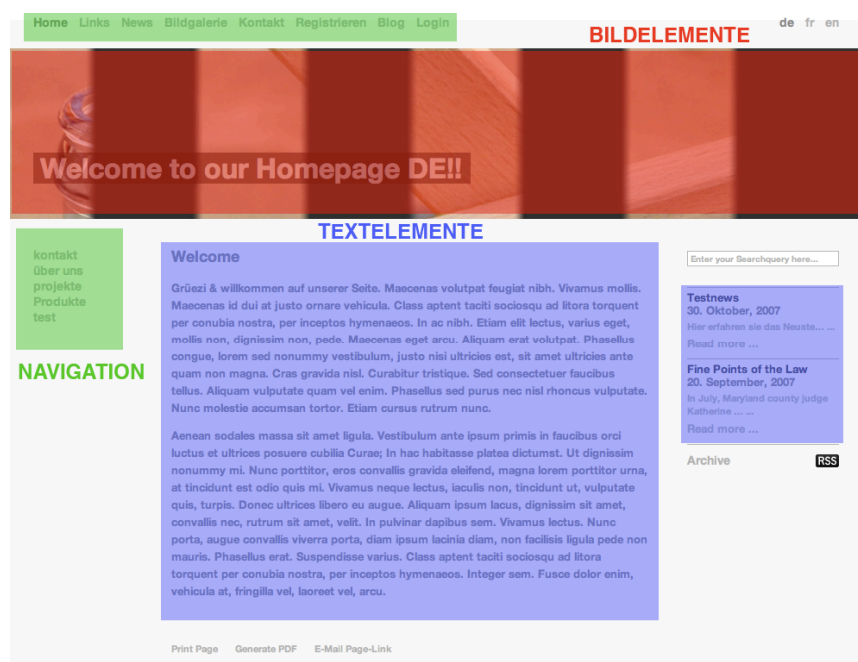 Home Links News Bildgalerie Kontakt Registrieren Blog Login
de fr en
BILDELEMENTE
Welcome to our Homepage DE!!
TEXTELEMENTE
kontakt
über uns
projekte
Produkte
test
NAVIGATION
Welcome
Grüezi & willkommen auf unserer Seite. Maecenas volutpat feugiat nibh. Vivamus mollis.
Maecenas id dui at justo ornare vehicula. Class aptent taciti sociosqu ad litora torquent
per conubia nostra, per inceptos hymenaeos. In ac nibh. Etiam elit lectus, varius eget,
mollis non, dignissim non, pede. Maecenas eget arcu. Aliquam erat volutpat. Phasellus
congue, lorem sed nonummy vestibulum, justo nisi ultricies est, sit amet ultricies ante
quam non magna. Cras gravida nisl. Curabitur tristique. Sed consectetuer faucibus
tellus. Aliquam vulputate quam vel enim. Phasellus sed purus nec nisl rhoncus vulputate.
Nunc molestie accumsan tortor. Etiam cursus rutrum nunc.
Aenean sodales massa sit amet ligula. Vestibulum ante ipsum primis in faucibus orci
luctus et ultrices posuere cubilia Curae; In hac habitasse platea dictumst. Ut dignissim
nonummy mi. Nunc porttitor, eros convallis gravida eleifend, magna lorem porttitor urna,
at tincidunt est odio quis mi. Vivamus neque lectus, iaculis non, tincidunt ut, vulputate
quis, turpis. Donec ultrices libero eu augue. Aliquam ipsum lacus, dignissim sit amet,
convallis nec, rutrum sit amet, velit. In pulvinar dapibus sem. Vivamus lectus. Nunc
porta, augue convallis viverra porta, diam ipsum lacinia diam, non facilisis ligula pede non
mauris. Phasellus erat. Suspendisse varius. Class aptent taciti sociosqu ad litora
torquent per conubia nostra, per inceptos hymenaeos. Integer sem. Fusce dolor enim,
vehicula at, fringilla vel, laoreet vel, arcu.
Print Page Generate PDF E-Mail Page-Link
Enter your Searchquery here...
Testnews
30. Oktober, 2007
Hier erfahren sie das Neuste... ...
Read more ...
Fine Points of the Law
20. September, 2007
In July, Maryland county judge
Katherine ... ...
Read more ...
Archive RSS